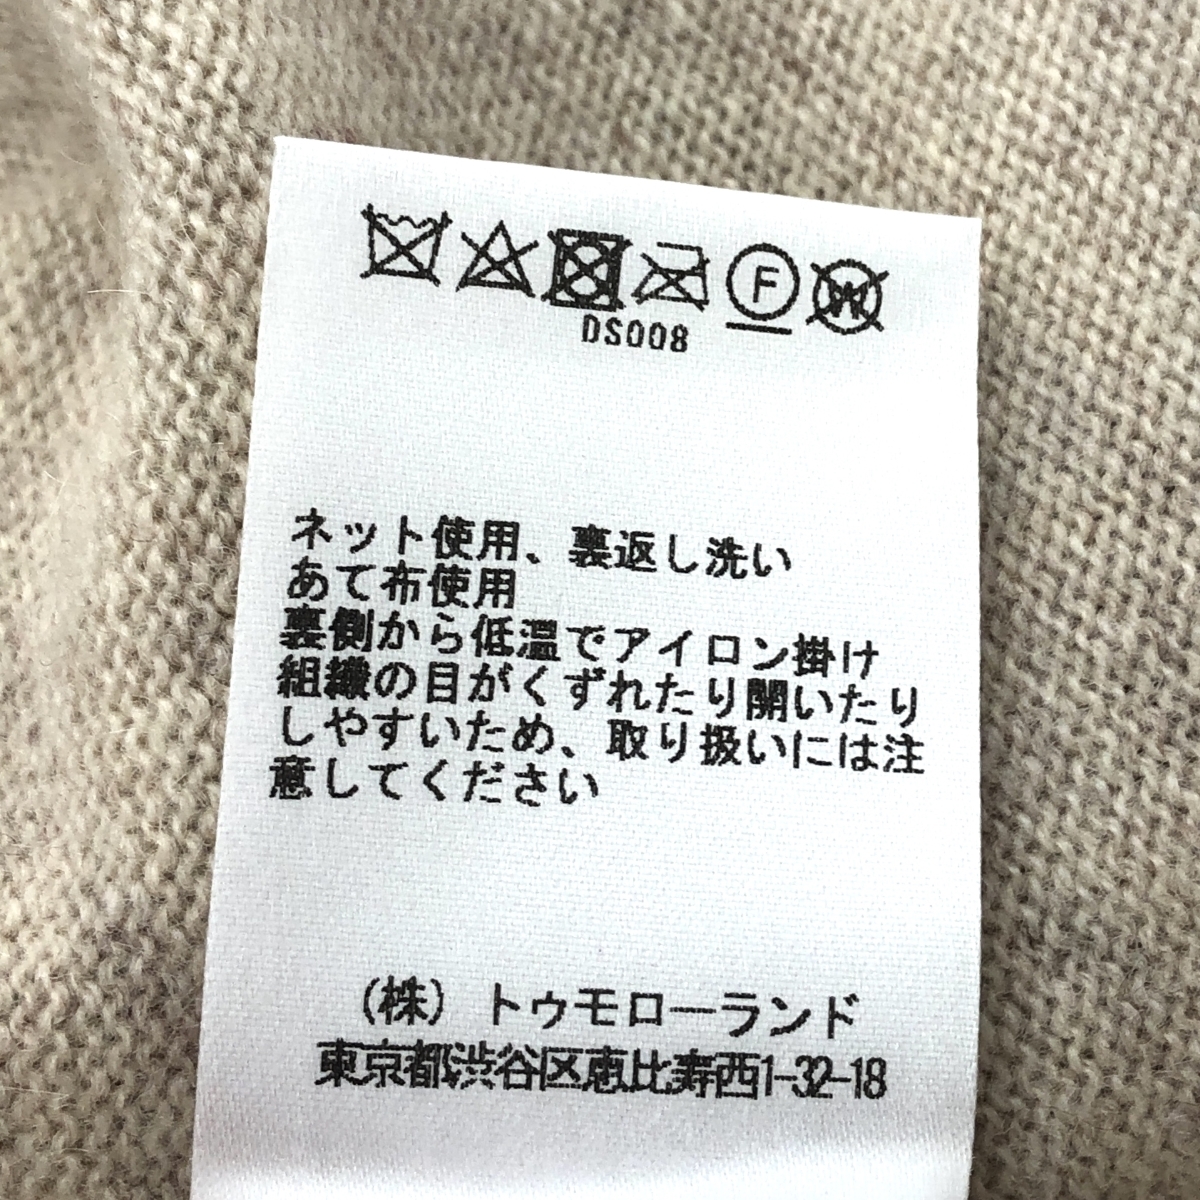 F W
DS008
ネット使用、裏返し洗い
あて布使用
裏側から低温でアイロン掛け
組織の目がくずれたり開いたり
しやすいため、取り扱いには注
意してください
(株) トゥモローランド
東京都渋谷区恵比寿西1-32-18